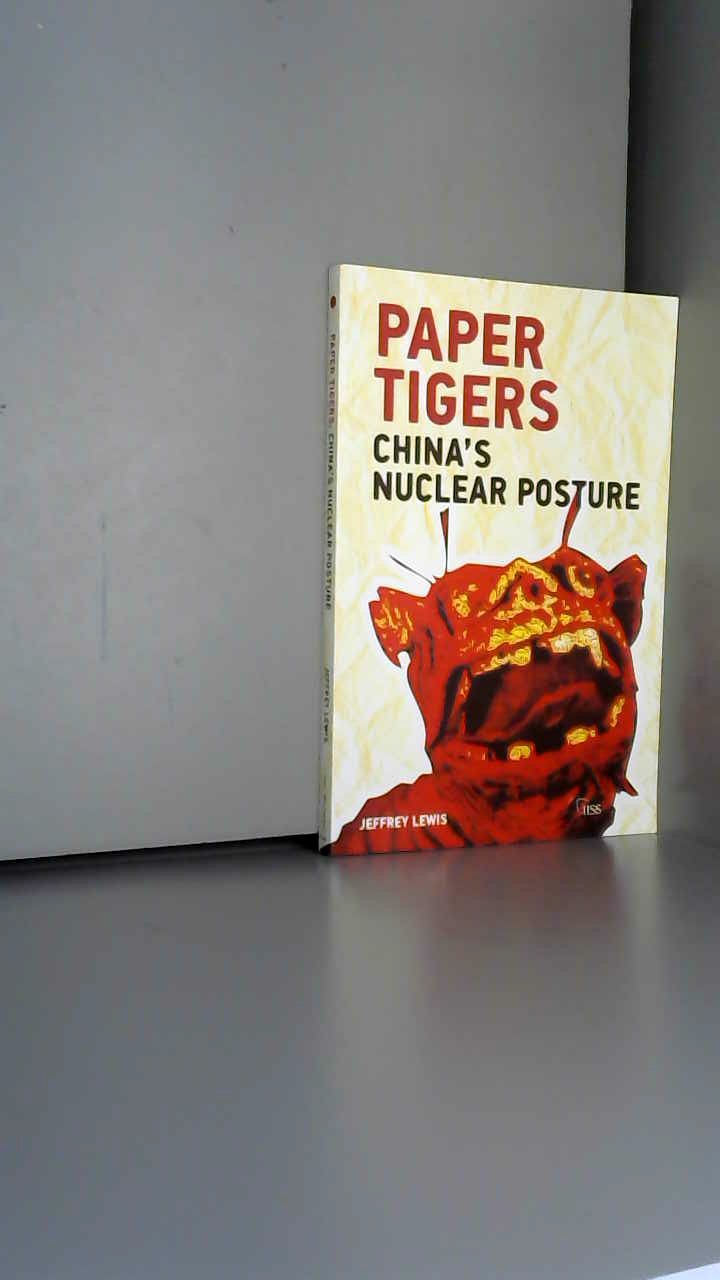 PAPER
TIGERS
CHINA'S
NUCLEAR POSTURE
JEFFREY LEWIS
IISS
PAPER TIGERS: CHINA'S NUCLEAR POSTURE
JEFFREY LEWIS